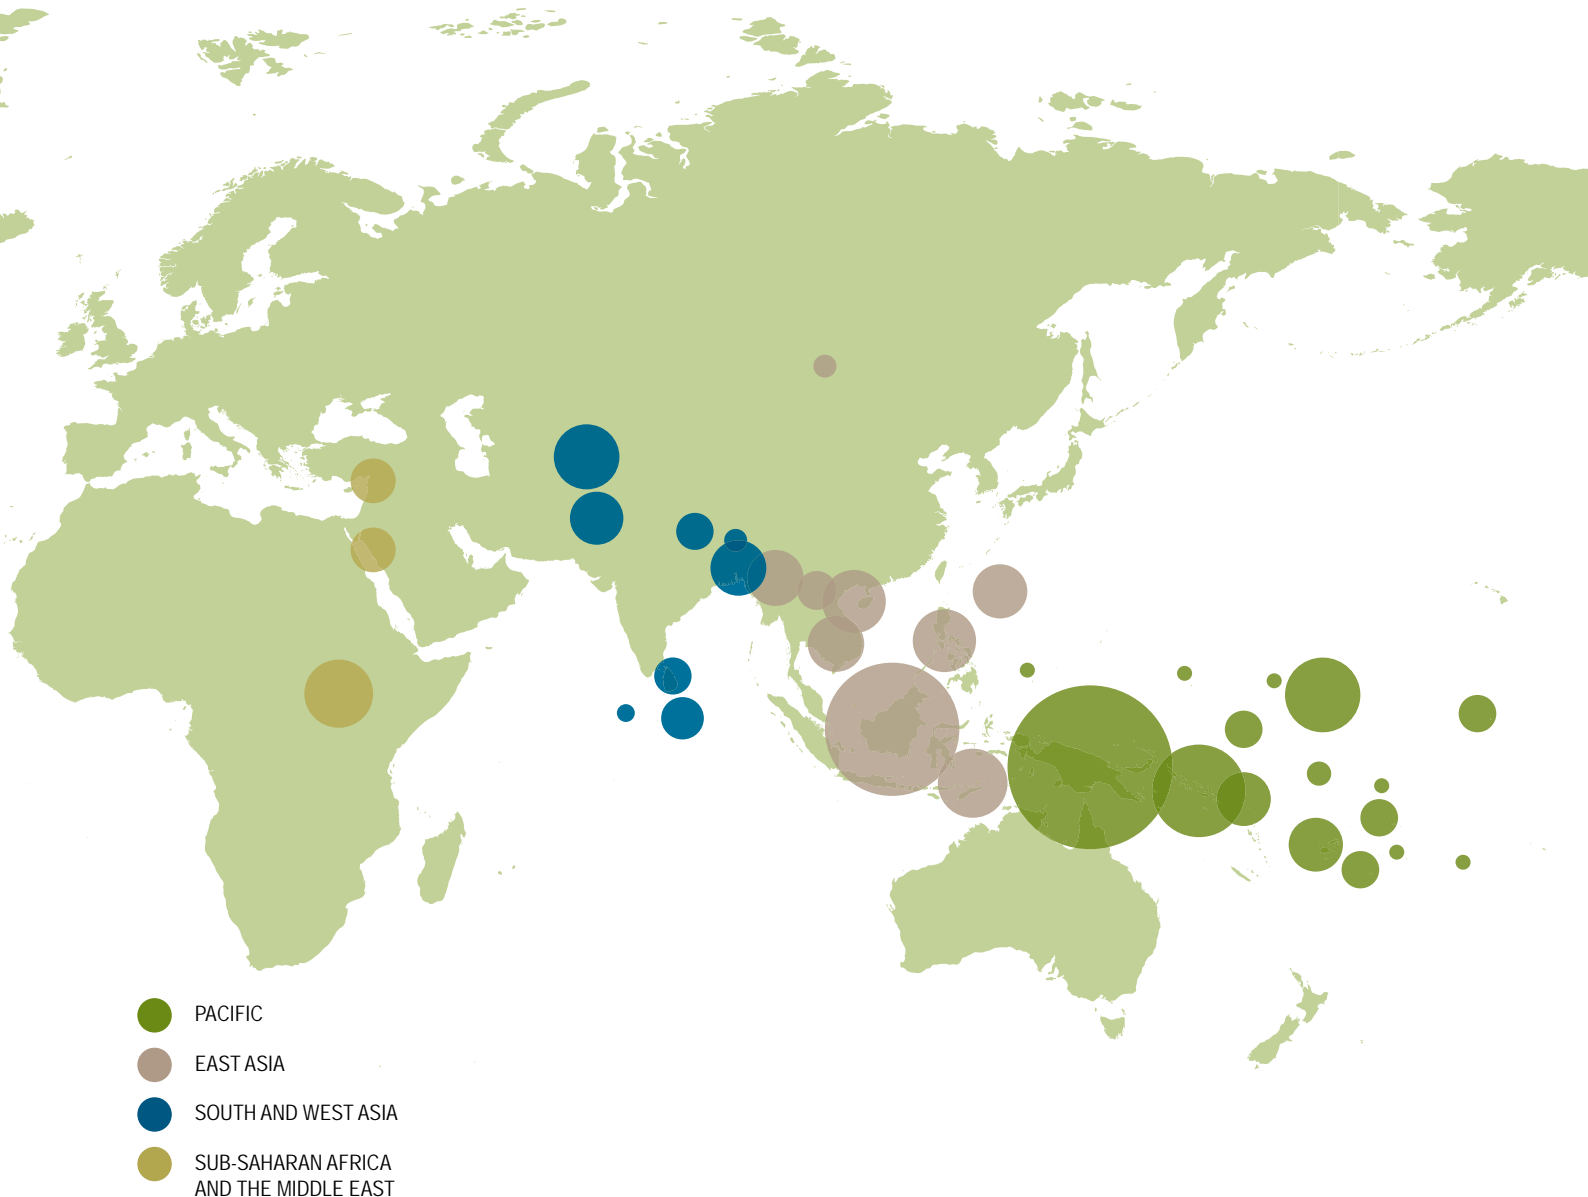 PACIFIC
EAST ASIA
SOUTH AND WEST ASIA
SUB-SAHARAN AFRICA
AND THE MIDDLE EAST